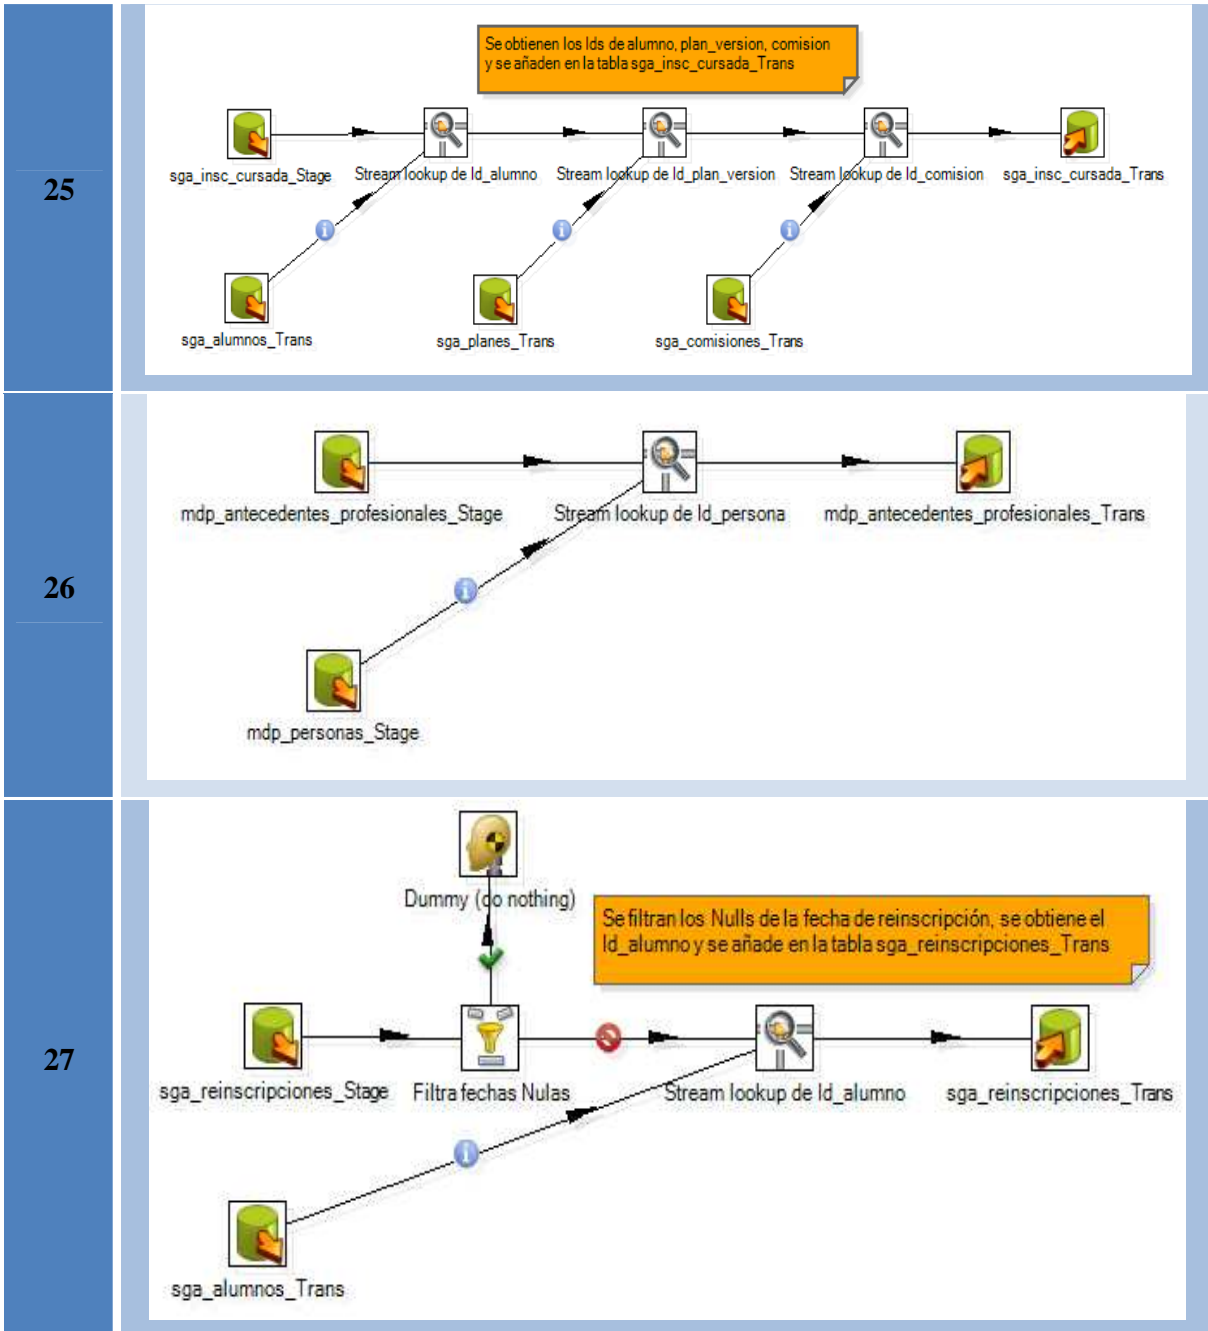 25
Se obtienen los Ids de alumno, plan_version, comision
y se añaden en la tabla sga_insc_cursada_Trans
sga_insc_cursada_Stage
Stream lookup de Id_alumno
Stream lookup de Id_plan_version
Stream lookup de Id_comision
sga_insc_cursada_Trans
sga_alumnos_Trans
sga_planes_Trans
sga_comisiones_Trans
26
mdp_antecedentes_profesionales_Stage
Stream lookup de Id_persona
mdp_antecedentes_profesionales_Trans
mdp_personas_Stage
27
Dummy (do nothing)
Se filtran los Nulls de la fecha de reinscripción, se obtiene el
Id_alumno y se añade en la tabla sga_reinscripciones_Trans
sga_reinscripciones_Stage
Filtra fechas Nulas
Stream lookup de Id_alumno
sga_reinscripciones_Trans
sga_alumnos_Trans